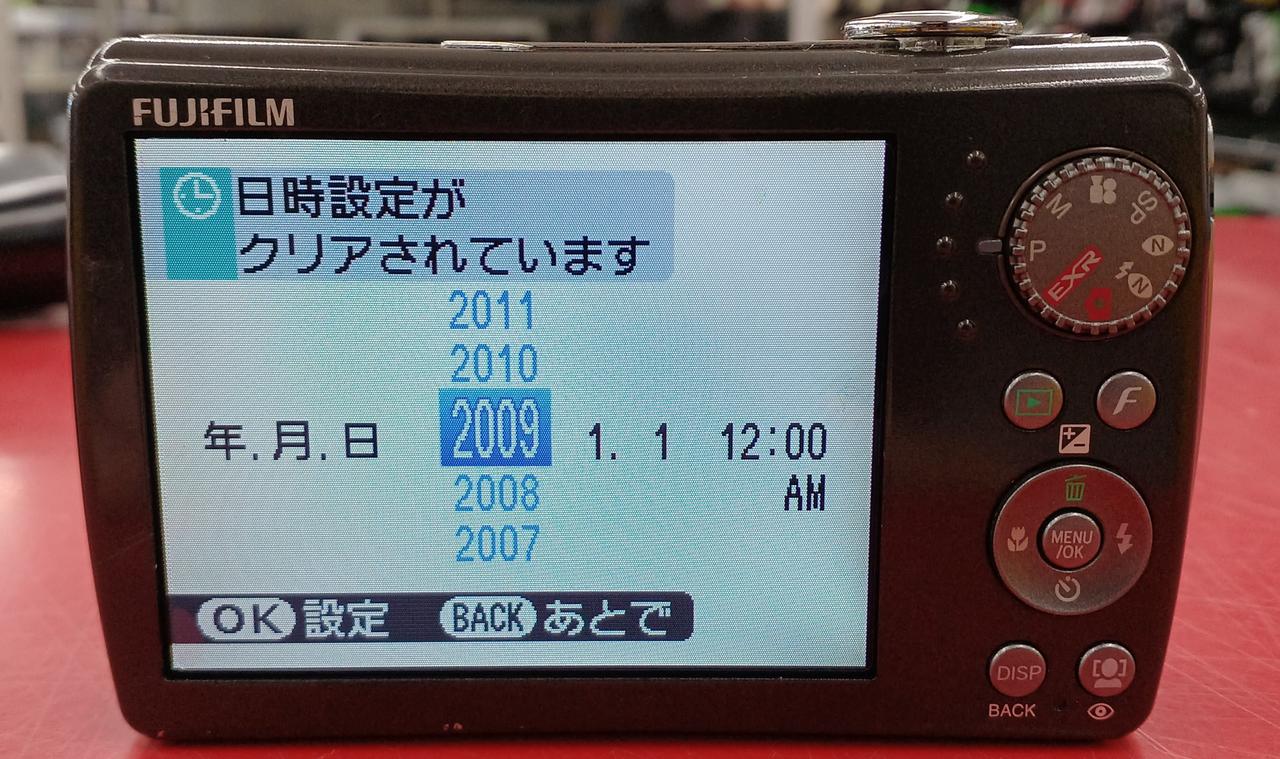 FUJIFILM
日時設定が
クリアされています
2011
2010
年.月.日 2009 1. 1 12:00
2008 AM
2007
OK 設定 BACK あとで
M
SP
P
N
EXR
N
F
MENU
/OK
DISP
BACK